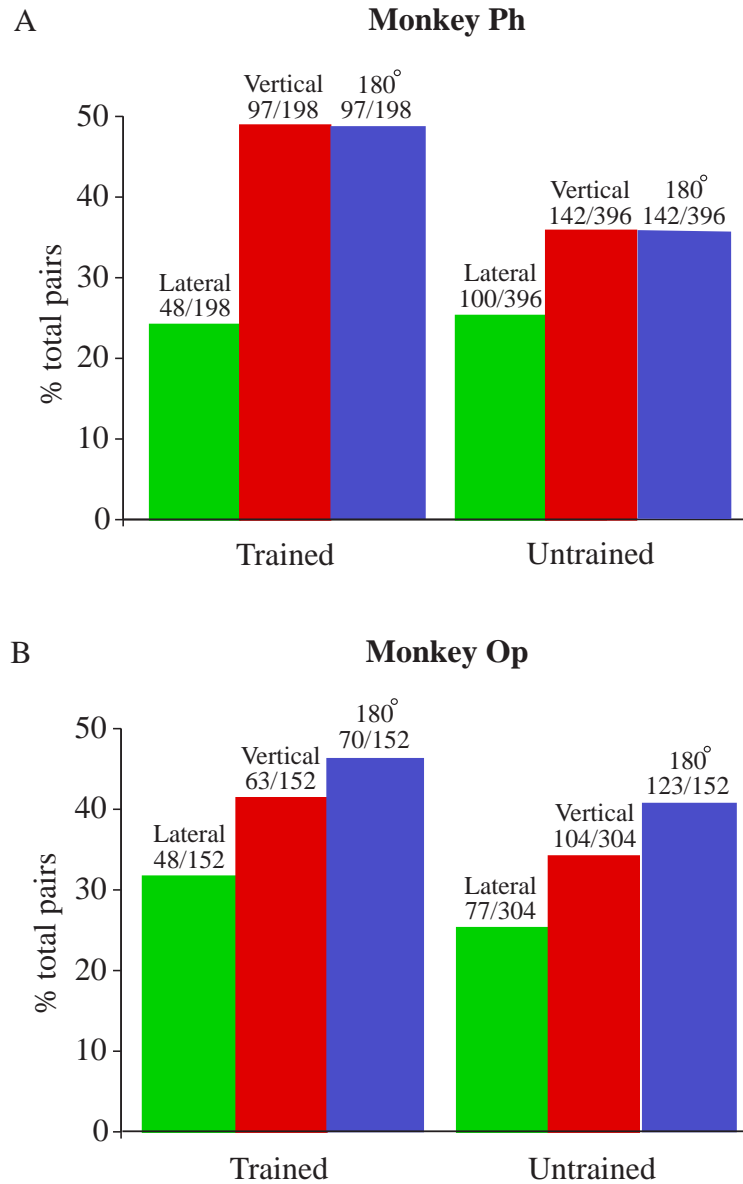 A
Monkey Ph
% total pairs
50
40
30
20
10
0
Lateral
48/198
Vertical
97/198
180°
97/198
Lateral
100/396
Vertical
142/396
180°
142/396
Trained
Untrained
B
Monkey Op
% total pairs
50
40
30
20
10
0
Lateral
48/152
Vertical
63/152
180°
70/152
Lateral
77/304
Vertical
104/304
180°
123/152
Trained
Untrained